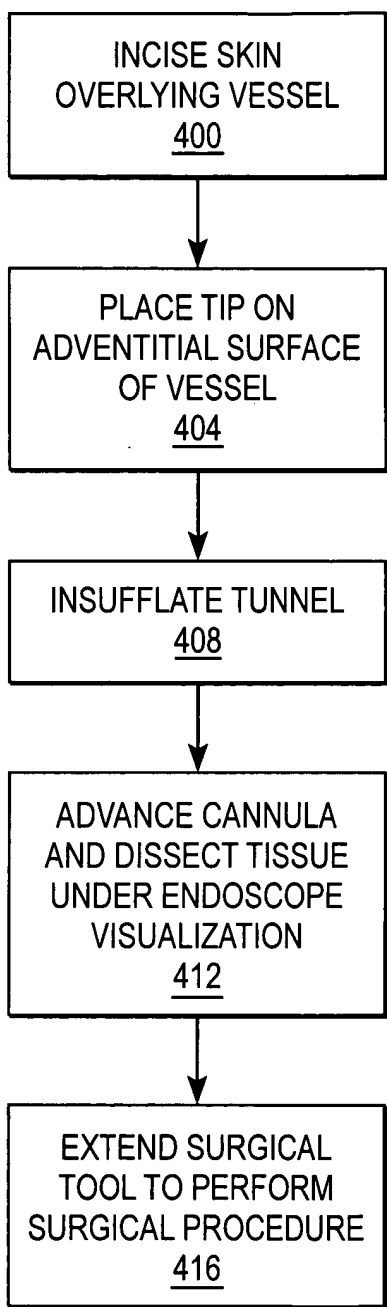 INCISE SKIN
OVERLYING VESSEL
400
PLACE TIP ON
ADVENTITIAL SURFACE
OF VESSEL
404
INSUFFLATE TUNNEL
408
ADVANCE CANNULA
AND DISSECT TISSUE
UNDER ENDOSCOPE
VISUALIZATION
412
EXTEND SURGICAL
TOOL TO PERFORM
SURGICAL PROCEDURE
416